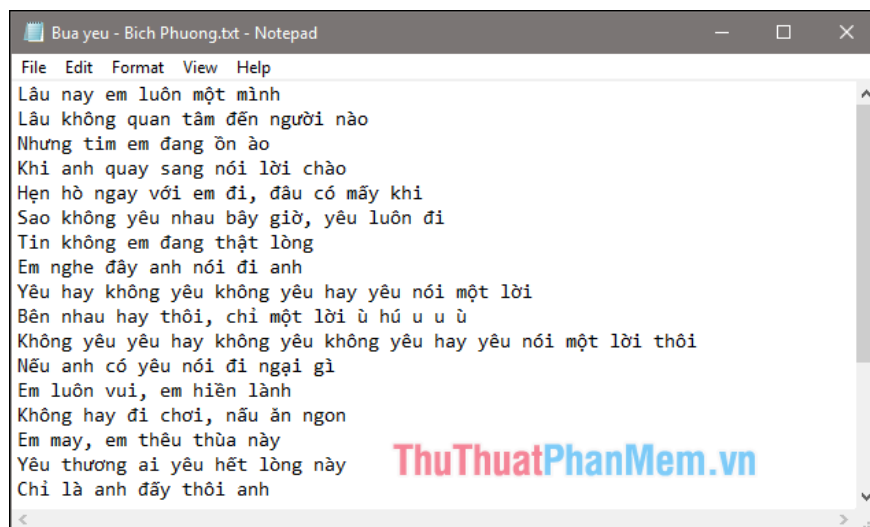 Bua yeu - Bich Phuong.txt - Notepad
File Edit Format View Help
Lâu nay em luôn một mình
Lâu không quan tâm đến người nào
Nhưng tim em đang ồn ào
Khi anh quay sang nói lời chào
Hẹn hò ngay với em đi, đâu có mấy khi
Sao không yêu nhau bây giờ, yêu luôn đi
Tin không em đang thật lòng
Em nghe đây anh nói đi anh
Yêu hay không yêu không yêu hay yêu nói một lời
Bên nhau hay thôi, chỉ một lời ù hú u u ù
Không yêu yêu hay không yêu không yêu hay yêu nói một lời thôi
Nếu anh có yêu nói đi ngại gì
Em luôn vui, em hiền lành
Không hay đi chơi, nấu ăn ngon
Em may, em thêu thùa này
Yêu thương ai yêu hết lòng này
Chỉ là anh đấy thôi anh
ThuThuatPhanMem.vn